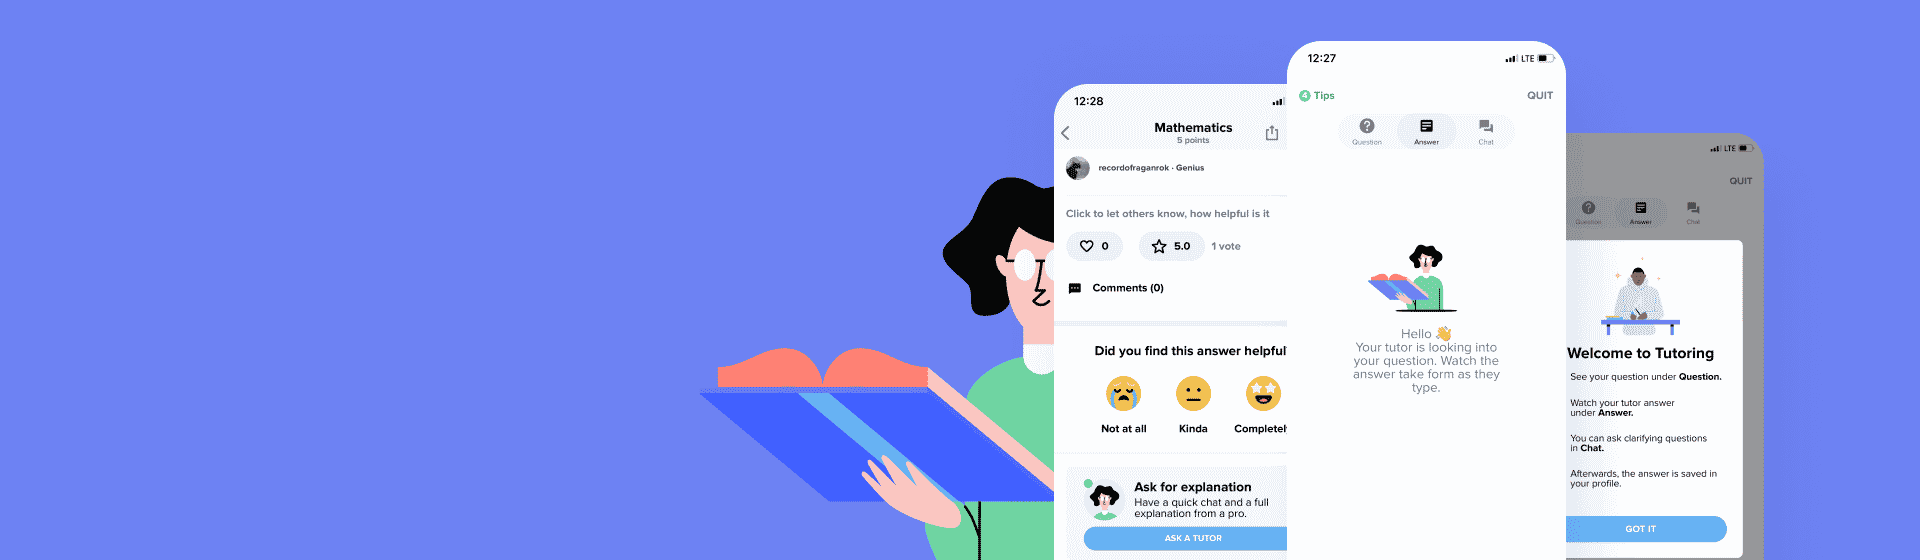 12:28
Mathematics
5 points
recordofraganrok · Genius
Click to let others know, how helpful is it
0
5.0
1 vote
Comments (0)
Did you find this answer helpful
Not at all
Kinda
Completely
Ask for explanation
Have a quick chat and a full
explanation from a pro.
ASK A TUTOR
12:27
LTE
4 Tips
QUIT
Question
Answer
Chat
Hello 👋
Your tutor is looking into
your question. Watch the
answer take form as they
type.
LTE
QUIT
Question
Answer
Chat
Welcome to Tutoring
See your question under Question.
Watch your tutor answer
under Answer.
You can ask clarifying questions
in Chat.
Afterwards, the answer is saved in
your profile.
GOT IT